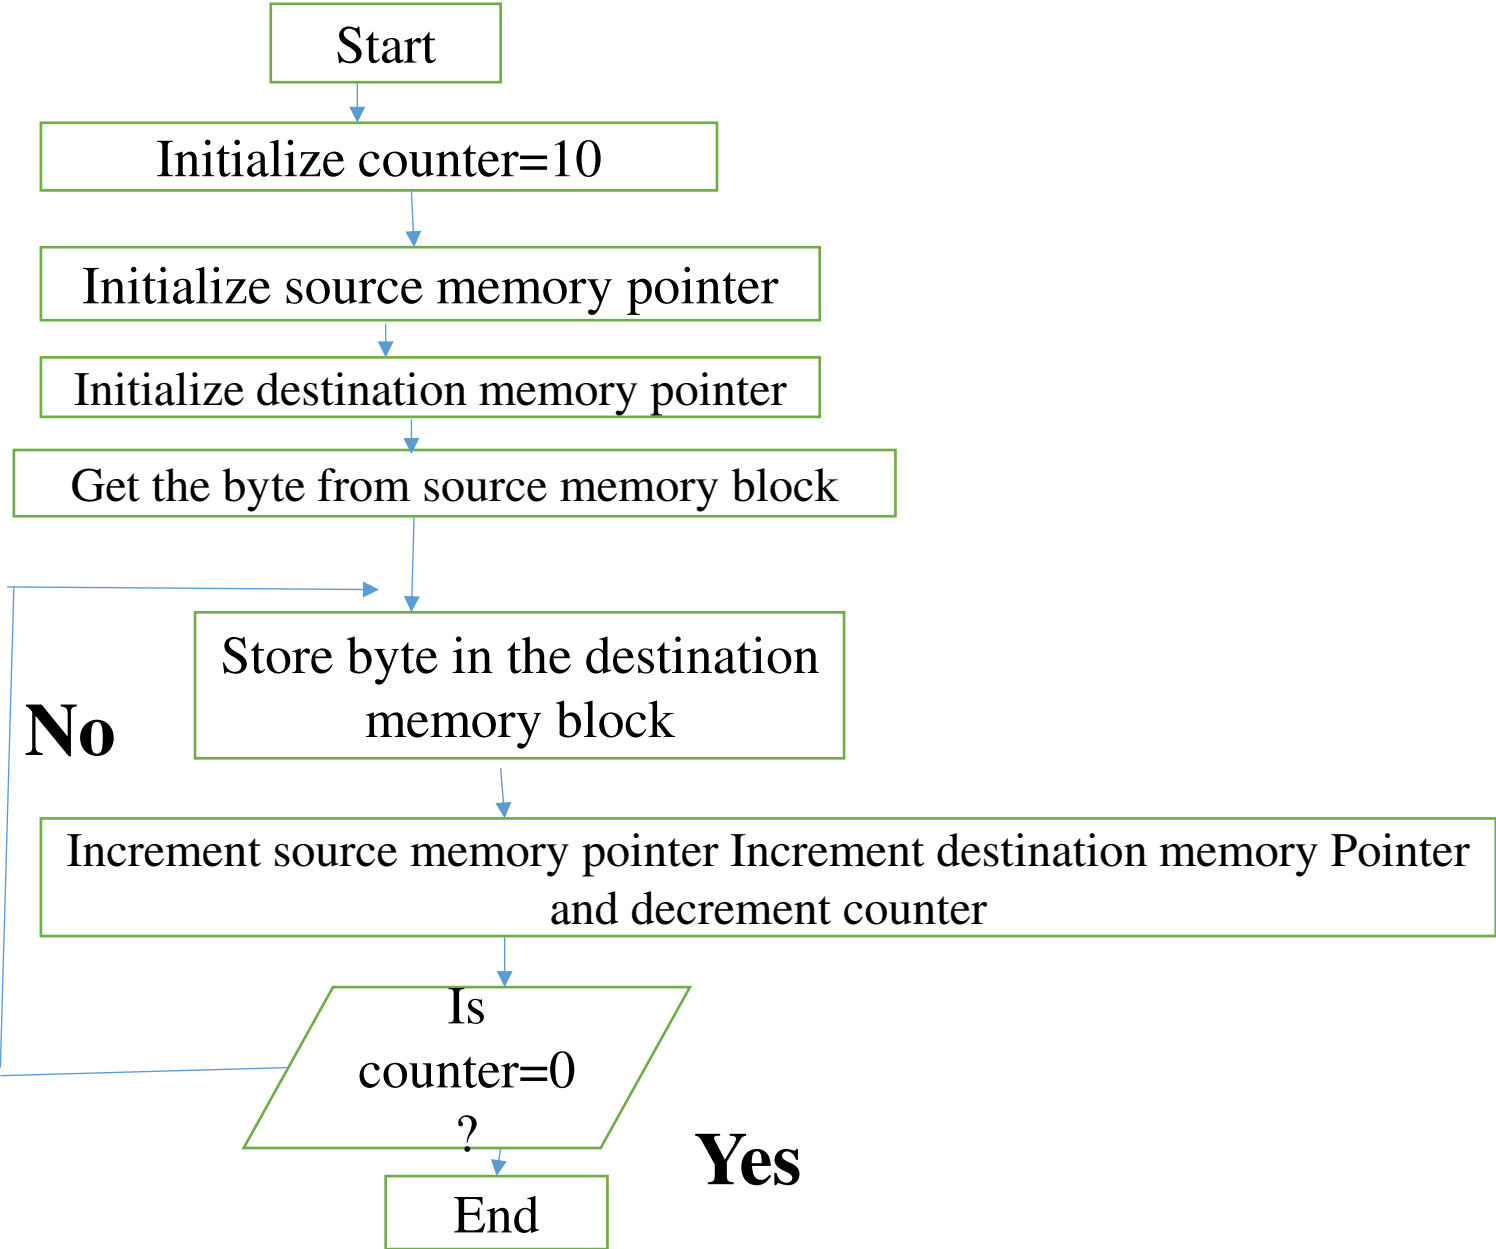 Start
Initialize counter=10
Initialize source memory pointer
Initialize destination memory pointer
Get the byte from source memory block
Store byte in the destination
memory block
No
Increment source memory pointer Increment destination memory Pointer
and decrement counter
Is
counter=0
?
Yes
End